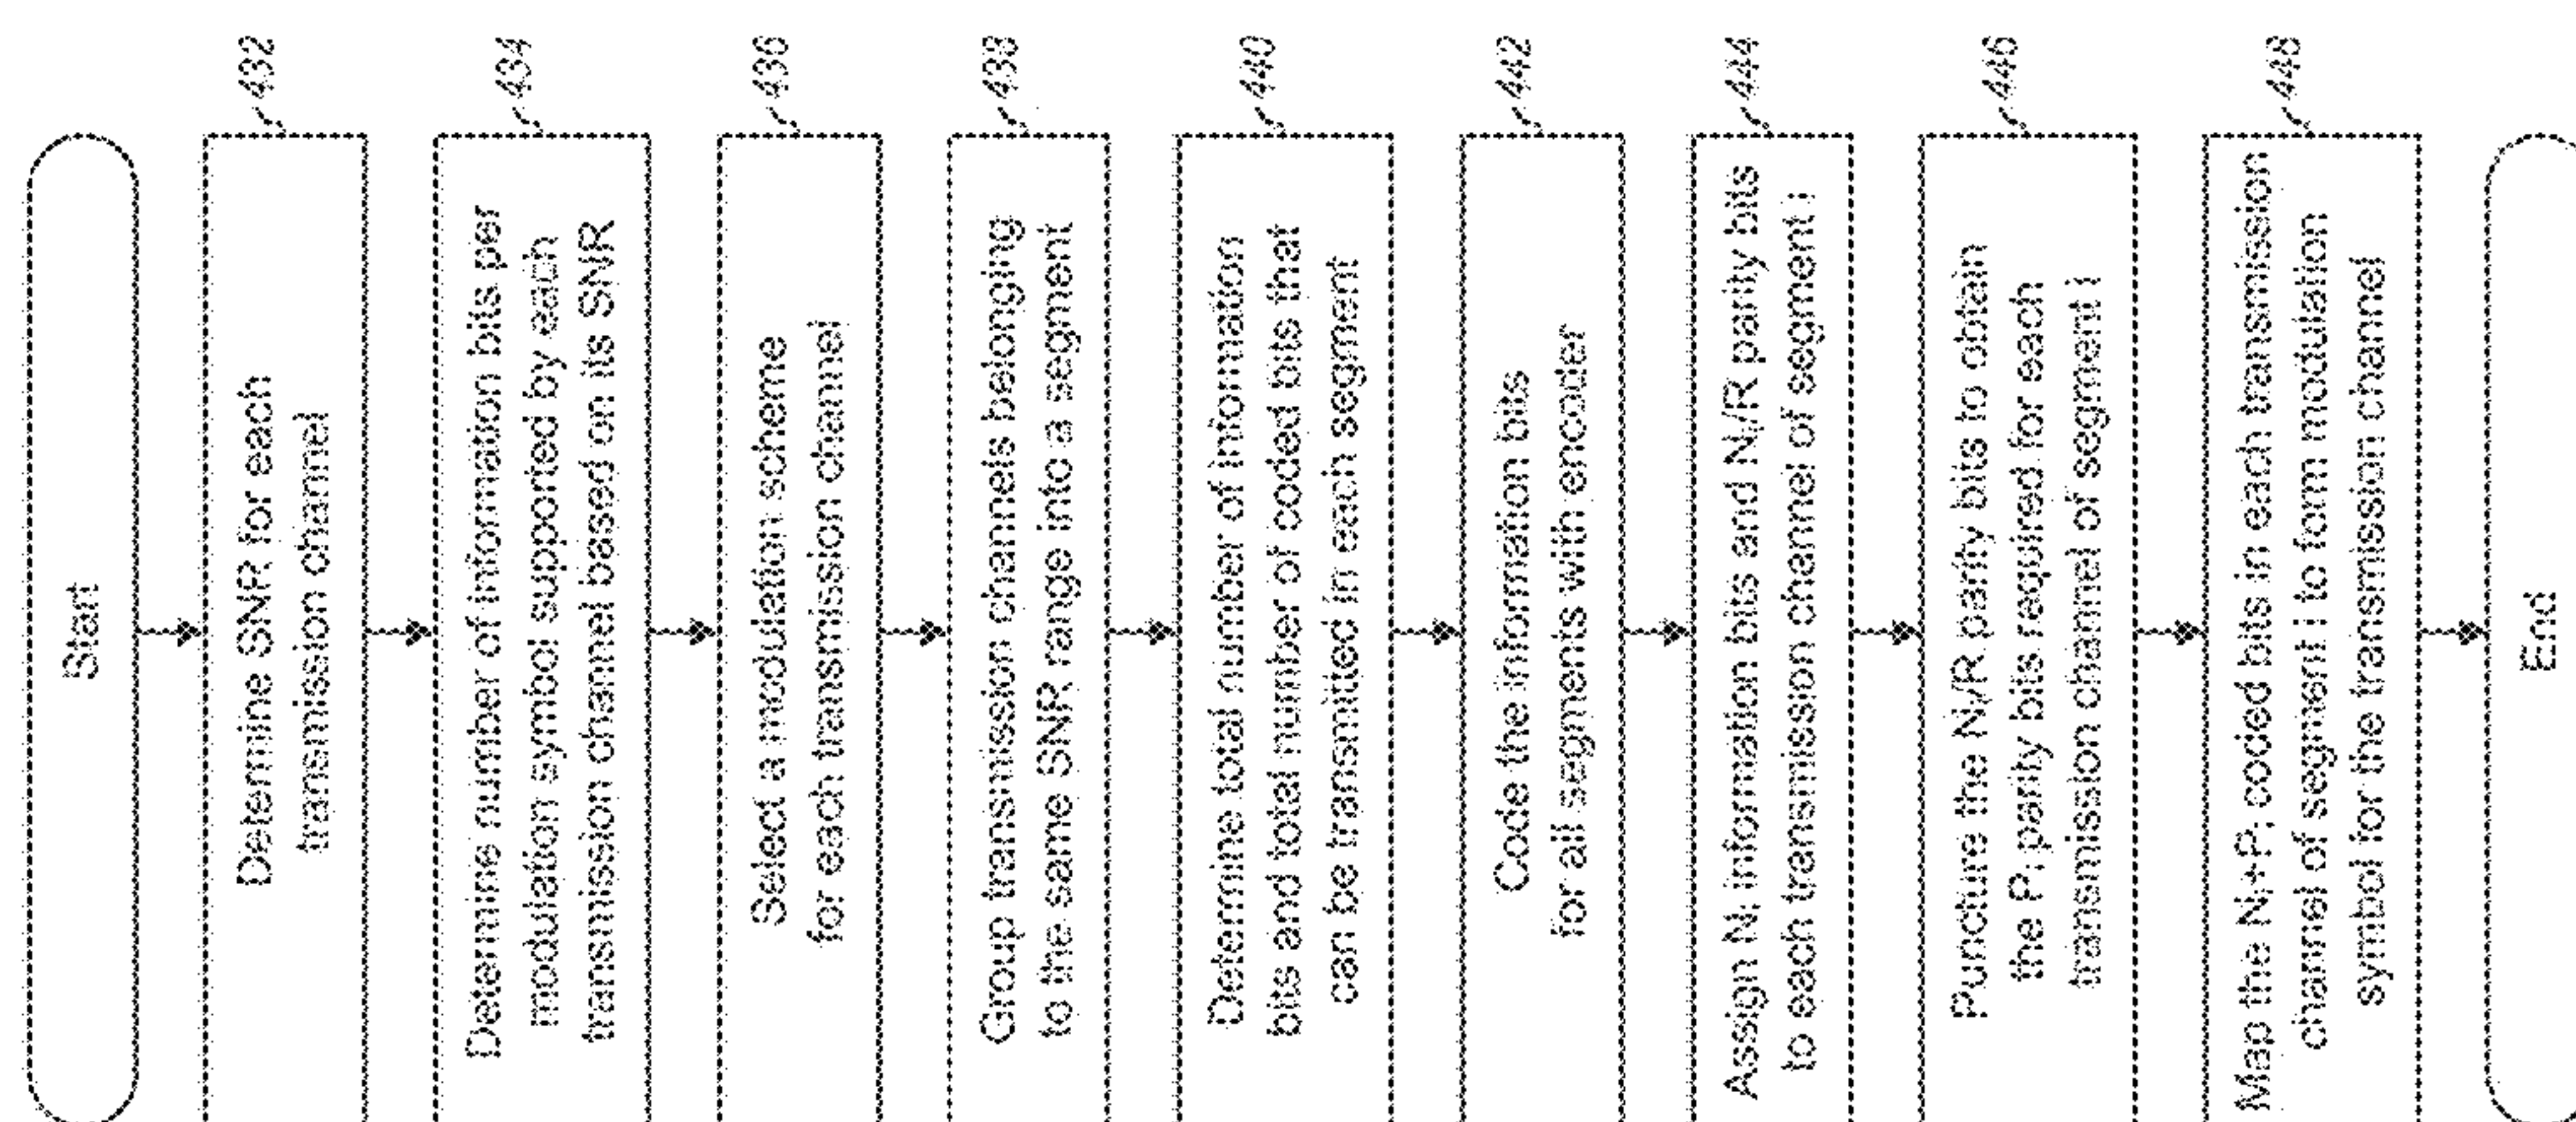 Start
432
Determine SNR for each
transmission channel
434
Determine number of information bits per
modulation symbol supported by each
transmission channel based on its SNR
436
Select a modulation scheme
for each transmission channel
438
Group transmission channels belonging
to the same SNR range into a segment
440
Determine total number of information
bits and total number of coded bits that
can be transmitted in each segment
442
Code the information bits
for all segments with encoder
444
Assign Nᵢ information bits and Nᵢ/R parity bits
to each transmission channel of segment i
446
Puncture the Nᵢ/R parity bits to obtain
the Pᵢ parity bits required for each
transmission channel of segment i
448
Map the Nᵢ+Pᵢ coded bits in each transmission
channel of segment i to form modulation
symbol for the transmission channel
End